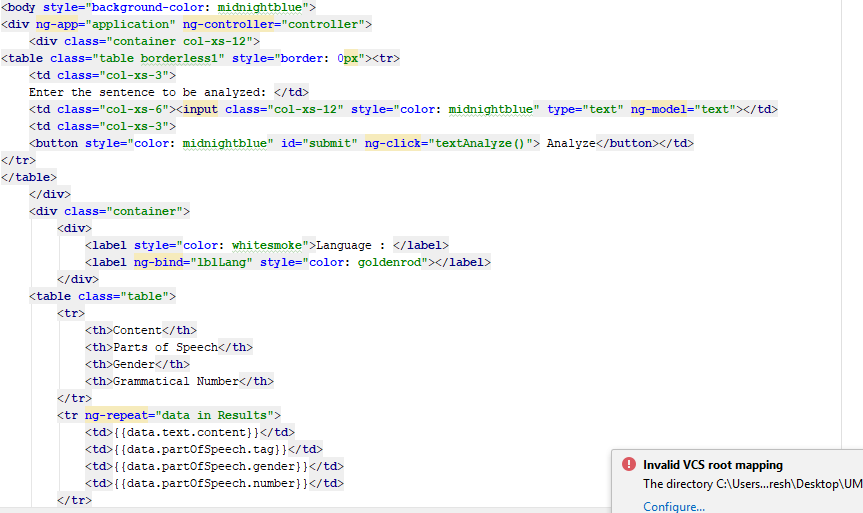 <body style="background-color: midnightblue">
<div ng-app="application" ng-controller="controller">
<div class="container col-xs-12">
<table class="table borderless1" style="border: 0px"><tr>
<td class="col-xs-3">
Enter the sentence to be analyzed: </td>
<td class="col-xs-6"><input class="col-xs-12" style="color: midnightblue" type="text" ng-model="text"></td>
<td class="col-xs-3">
<button style="color: midnightblue" id="submit" ng-click="textAnalyze()"> Analyze</button></td>
</tr>
</table>
</div>
<div class="container">
<div>
<label style="color: whitesmoke">Language : </label>
<label ng-bind="lblLang" style="color: goldenrod"></label>
</div>
<table class="table">
<tr>
<th>Content</th>
<th>Parts of Speech</th>
<th>Gender</th>
<th>Grammatical Number</th>
</tr>
<tr ng-repeat="data in Results">
<td>{{data.text.content}}</td>
<td>{{data.partOfSpeech.tag}}</td>
<td>{{data.partOfSpeech.gender}}</td>
<td>{{data.partOfSpeech.number}}</td>
</tr>
Invalid VCS root mapping
The directory C:\Users...resh\Desktop\UM
Configure...